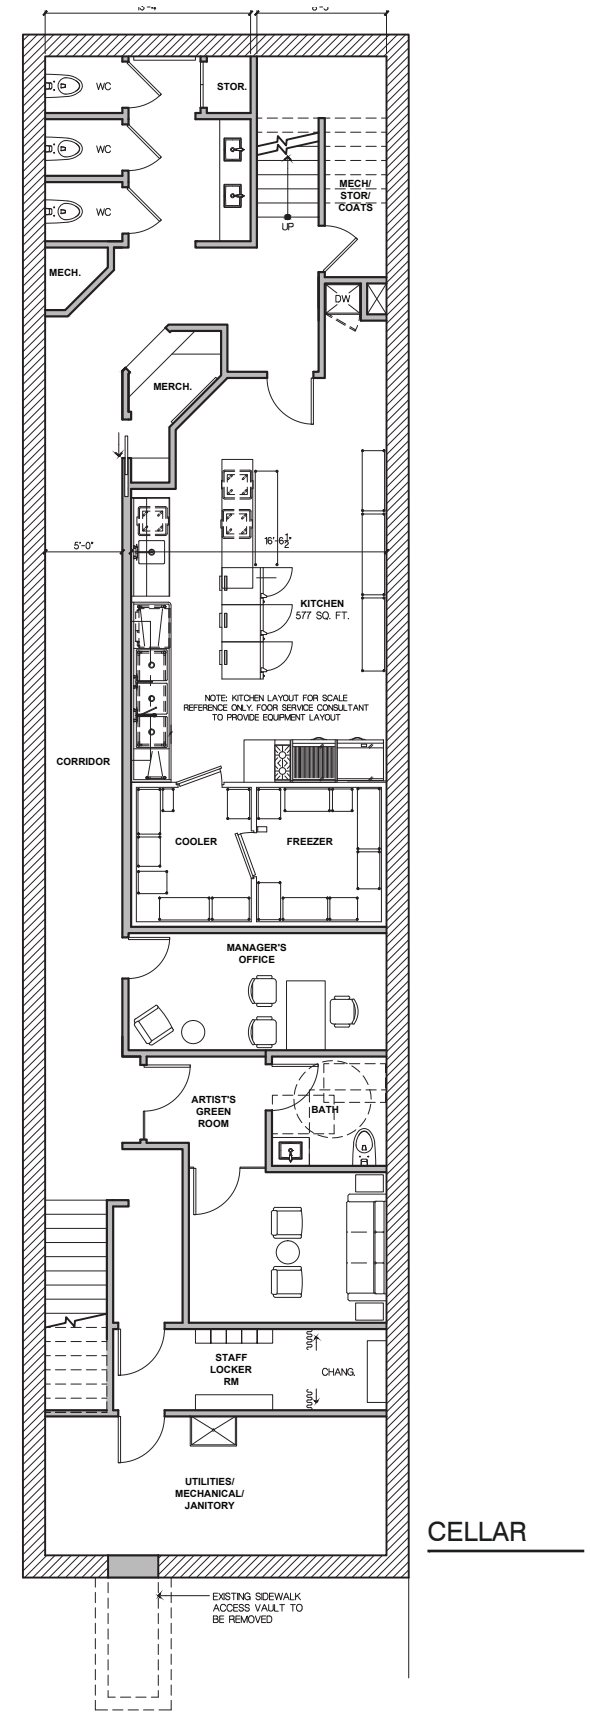 STOR.
WC
WC
WC
MECH/
STOR/
COATS
UP
MECH.
DW
MERCH.
5'-0"
16'-6½"
KITCHEN
577 SQ. FT.
NOTE: KITCHEN LAYOUT FOR SCALE
REFERENCE ONLY. FOOR SERVICE CONSULTANT
TO PROVIDE EQUIPMENT LAYOUT
CORRIDOR
COOLER
FREEZER
MANAGER'S
OFFICE
ARTIST'S
GREEN
ROOM
BATH
STAFF
LOCKER
RM
CHANG.
UTILITIES/
MECHANICAL/
JANITORY
CELLAR
EXISTING SIDEWALK
ACCESS VAULT TO
BE REMOVED